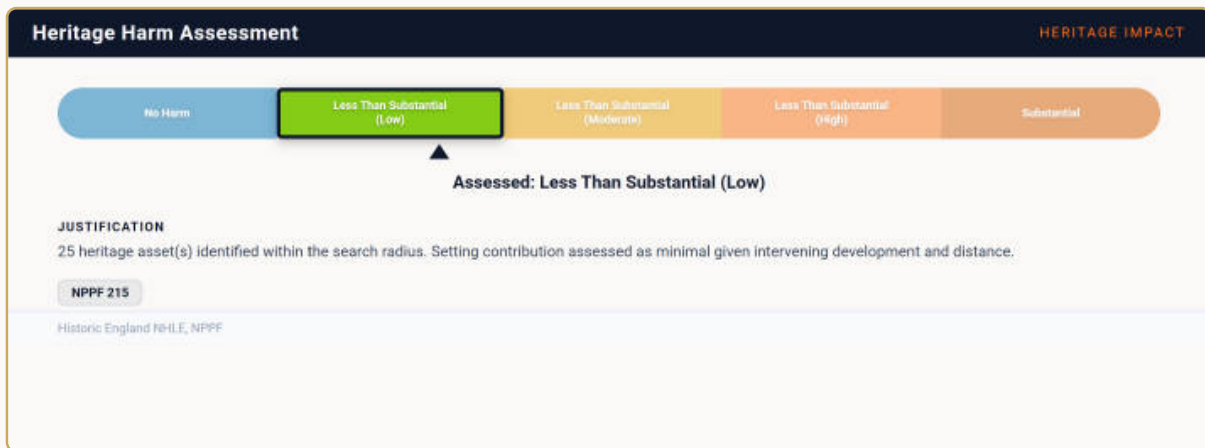 Heritage Harm Assessment
HERITAGE IMPACT
No Harm
Less Than Substantial
(Low)
Less Than Substantial
(Moderate)
Less Than Substantial
(High)
Substantial
Assessed: Less Than Substantial (Low)
JUSTIFICATION
25 heritage asset(s) identified within the search radius. Setting contribution assessed as minimal given intervening development and distance.
NPPF 215
Historic England NHLE, NPPF